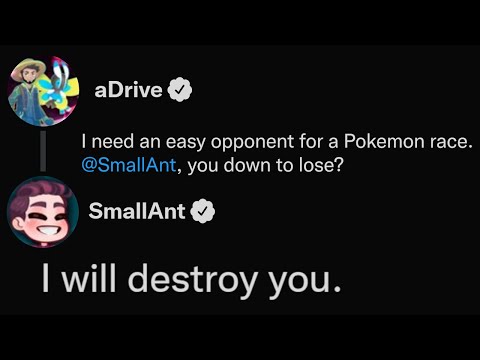 aDrive
I need an easy opponent for a Pokemon race.
@SmallAnt, you down to lose?
SmallAnt
I will destroy you.